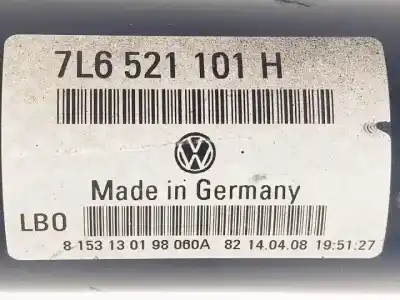 7L6 521 101 H
VW
Made in Germany
LBO
8 153 13 01 98 060A 82 14.04.08 19:51:27